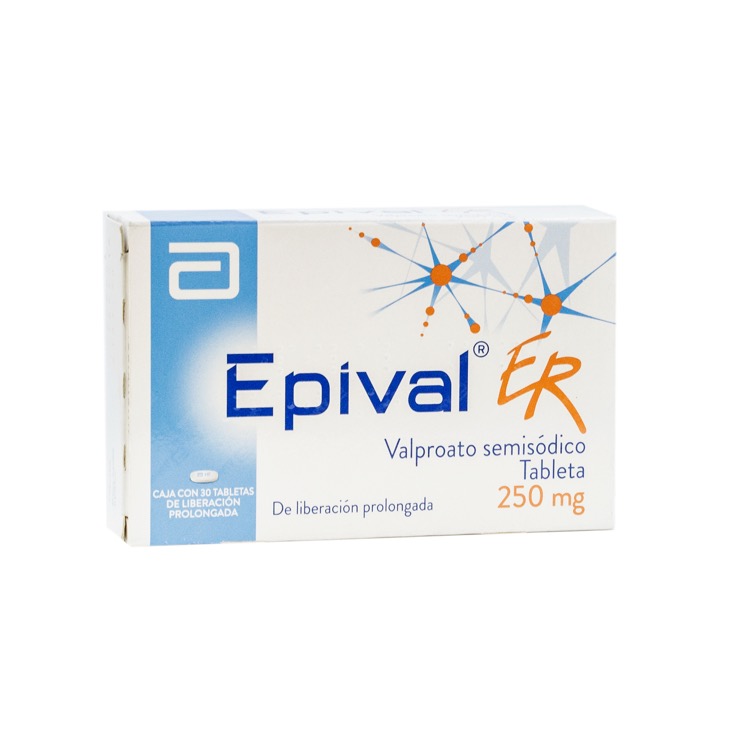 Epival® ER
Valproato semisódico
Tableta
250 mg
De liberación prolongada
CAJA CON 30 TABLETAS
DE LIBERACIÓN
PROLONGADA